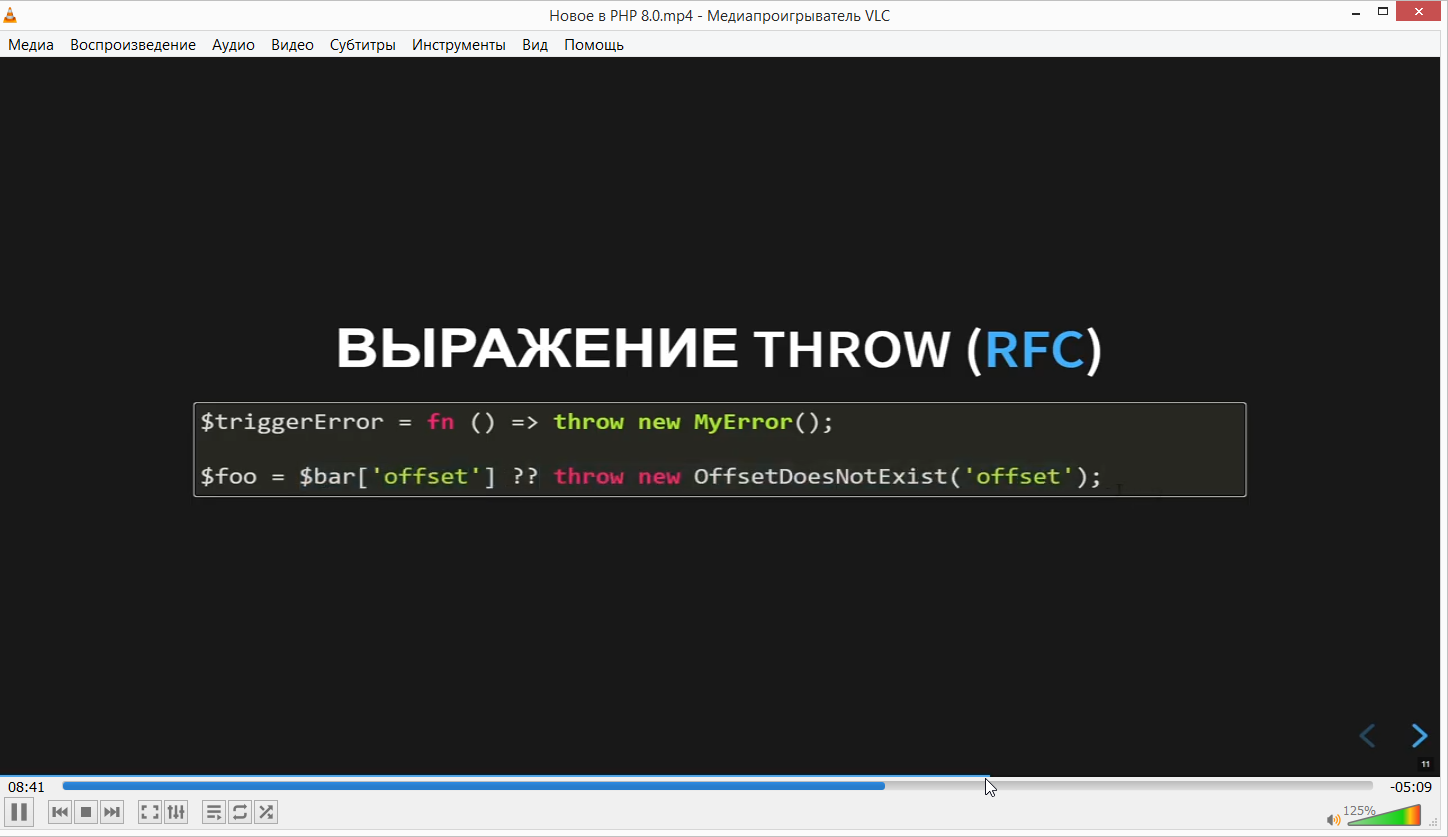 Новое в PHP 8.0.mp4 - Медиапроигрыватель VLC
Медиа Воспроизведение Аудио Видео Субтитры Инструменты Вид Помощь
ВЫРАЖЕНИЕ THROW (RFC)
$triggerError = fn () => throw new MyError();
$foo = $bar['offset'] ?? throw new OffsetDoesNotExist('offset');
11
08:41 -05:09
125%